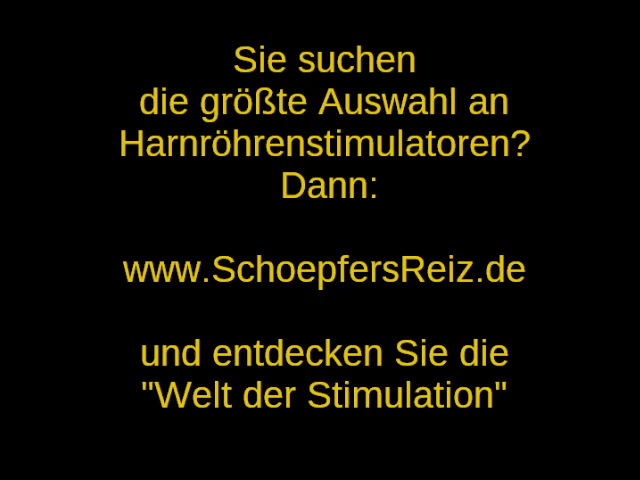 Sie suchen
die größte Auswahl an
Harnröhrenstimulatoren?
Dann:
www.SchoepfersReiz.de
und entdecken Sie die
"Welt der Stimulation"